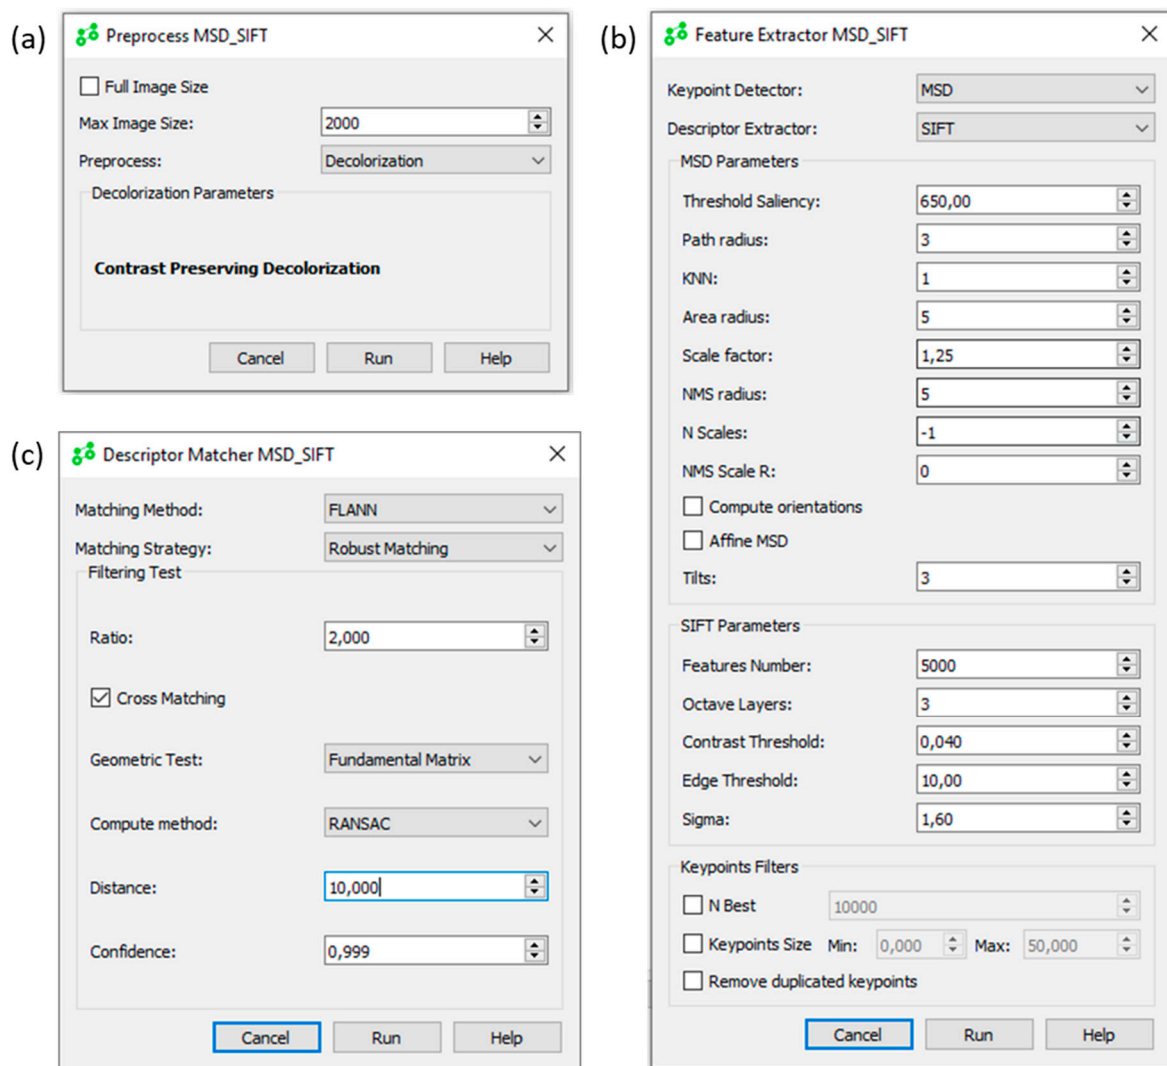 (a)
Preprocess MSD_SIFT
Full Image Size
Max Image Size: 2000
Preprocess: Decolorization
Decolorization Parameters
Contrast Preserving Decolorization
Cancel Run Help
(b)
Feature Extractor MSD_SIFT
Keypoint Detector: MSD
Descriptor Extractor: SIFT
MSD Parameters
Threshold Saliency: 650,00
Path radius: 3
KNN: 1
Area radius: 5
Scale factor: 1,25
NMS radius: 5
N Scales: -1
NMS Scale R: 0
Compute orientations
Affine MSD
Tilts: 3
SIFT Parameters
Features Number: 5000
Octave Layers: 3
Contrast Threshold: 0,040
Edge Threshold: 10,00
Sigma: 1,60
Keypoints Filters
N Best 10000
Keypoints Size Min: 0,000 Max: 50,000
Remove duplicated keypoints
Cancel Run Help
(c)
Descriptor Matcher MSD_SIFT
Matching Method: FLANN
Matching Strategy: Robust Matching
Filtering Test
Ratio: 2,000
Cross Matching
Geometric Test: Fundamental Matrix
Compute method: RANSAC
Distance: 10,000
Confidence: 0,999
Cancel Run Help